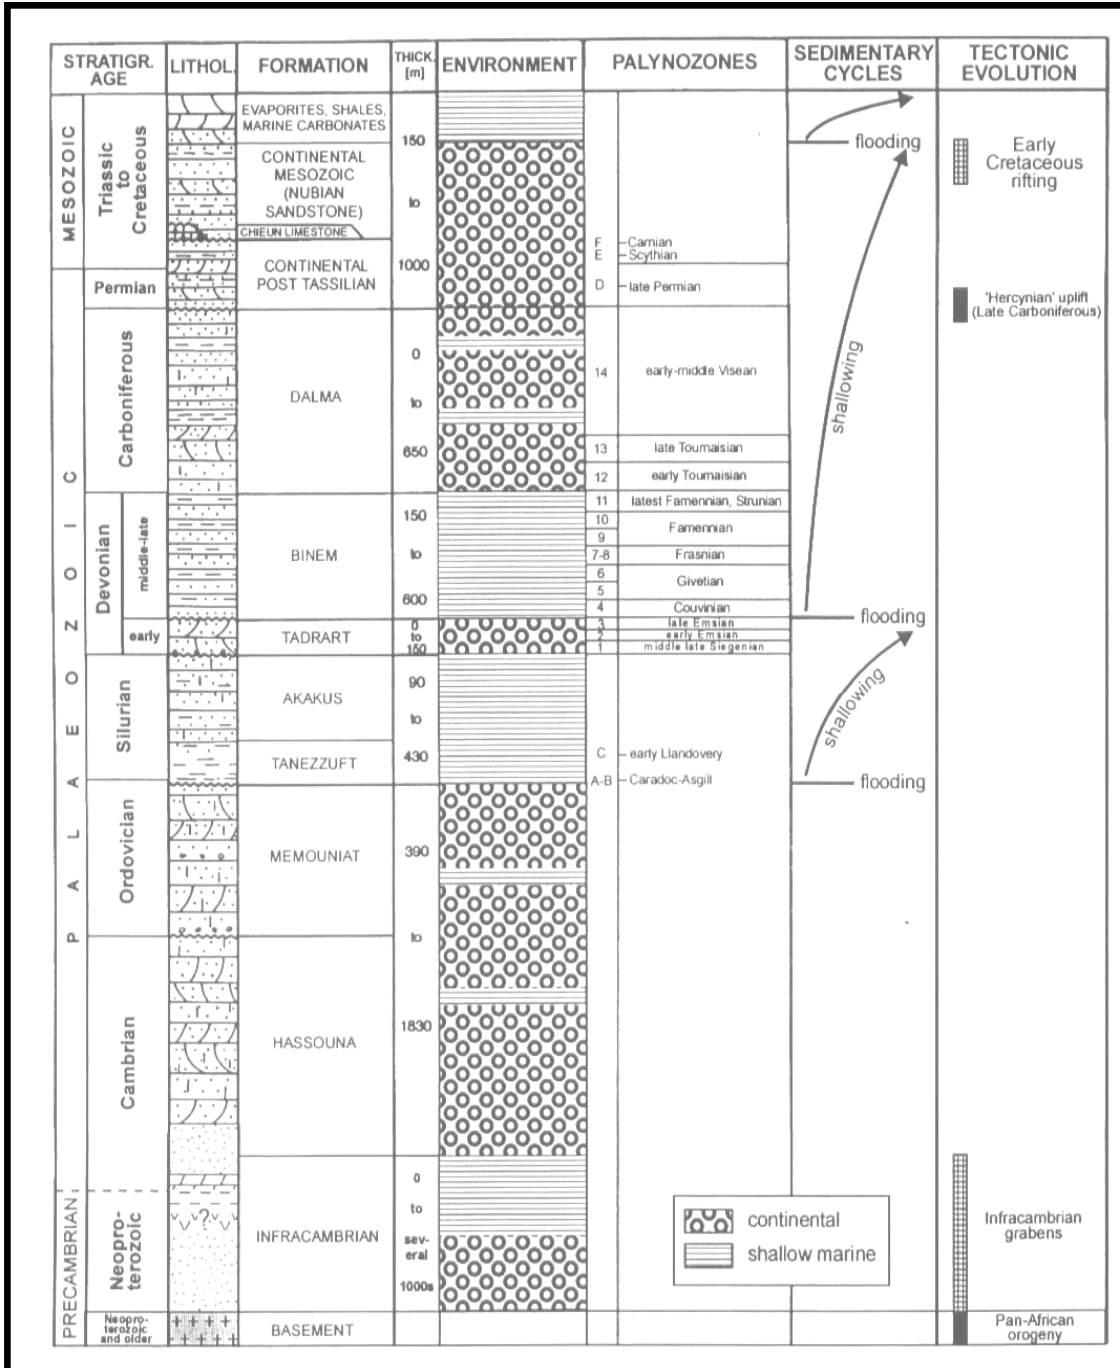 STRATIGR.
AGE
LITHOL.
FORMATION
THICK.
[m]
ENVIRONMENT
PALYNOZONES
SEDIMENTARY
CYCLES
TECTONIC
EVOLUTION
MESOZOIC
Triassic
to
Cretaceous
EVAPORITES, SHALES,
MARINE CARBONATES
CONTINENTAL
MESOZOIC
(NUBIAN
SANDSTONE)
CHIEUN LIMESTONE
150
to
1000
F Carnian
E Scythian
flooding
Early
Cretaceous
rifting
PALAEOZOIC
Permian
CONTINENTAL
POST TASSILIAN
D late Permian
'Hercynian' uplift
(Late Carboniferous)
Carboniferous
DALMA
0
to
650
14 early-middle Visean
13 late Tournaisian
12 early Tournaisian
shallowing
Devonian
middle-late
BINEM
150
to
600
11 latest Famennian, Strunian
10
9
Famennian
7-8 Frasnian
6
5
Givetian
4 Couvinian
early
TADRART
0
to
150
3 late Emsian
2 early Emsian
1 middle late Siegenian
flooding
Silurian
AKAKUS
TANEZZUFT
90
to
430
C early Llandovery
A-B Caradoc-Asgill
shallowing
flooding
Ordovician
MEMOUNIAT
390
to
1830
Cambrian
HASSOUNA
PRECAMBRIAN
Neopro-
terozoic
?
INFRACAMBRIAN
0
to
sev-
eral
1000s
continental
shallow marine
Infracambrian
grabens
Neopro-
terozoic
and older
BASEMENT
Pan-African
orogeny